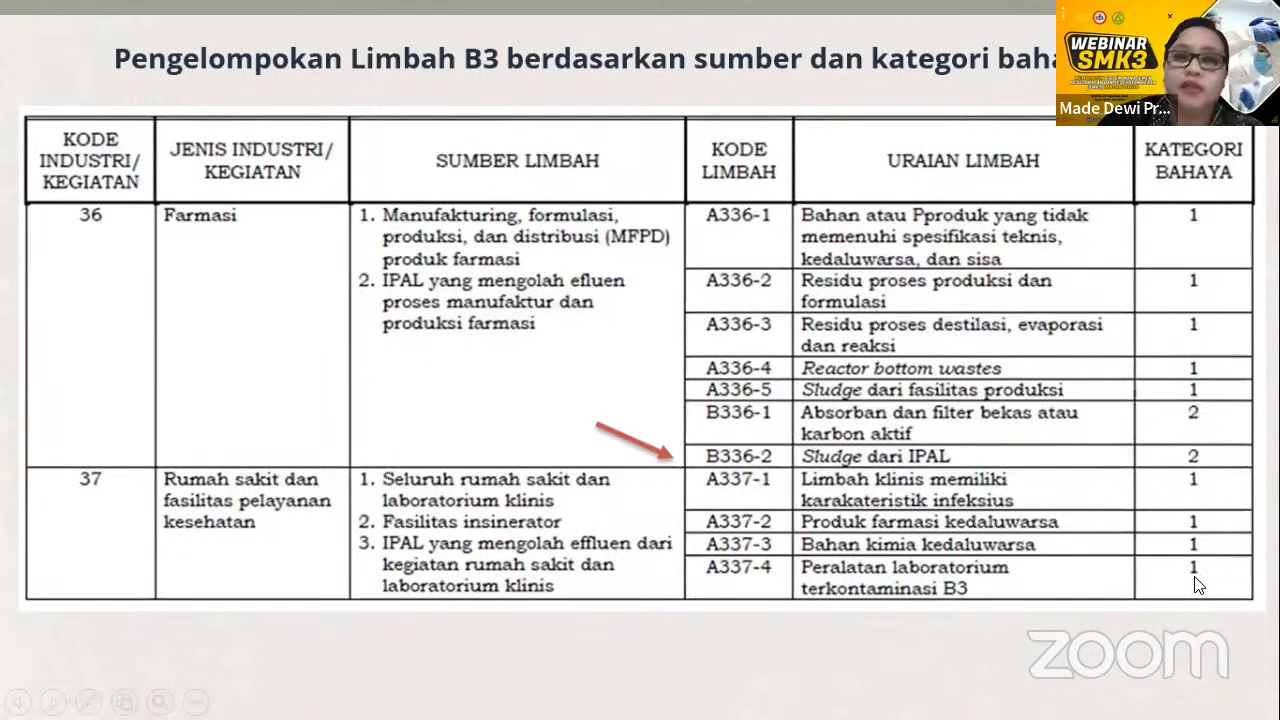 Pengelompokan Limbah B3 berdasarkan sumber dan kategori
WEBINAR
SMK3
Made Dewi Pr...
KODE INDUSTRI/ KEGIATAN
JENIS INDUSTRI/ KEGIATAN
SUMBER LIMBAH
KODE LIMBAH
URAIAN LIMBAH
KATEGORI BAHAYA
36
Farmasi
1. Manufakturing, formulasi,
produksi, dan distribusi (MFPD)
produk farmasi
2. IPAL yang mengolah efluen
proses manufaktur dan
produksi farmasi
A336-1
Bahan atau Pproduk yang tidak
memenuhi spesifikasi teknis,
kedaluwarsa, dan sisa
1
A336-2
Residu proses produksi dan
formulasi
1
A336-3
Residu proses destilasi, evaporasi
dan reaksi
1
A336-4
Reactor bottom wastes
1
A336-5
Sludge dari fasilitas produksi
1
B336-1
Absorban dan filter bekas atau
karbon aktif
2
B336-2
Sludge dari IPAL
2
37
Rumah sakit dan
fasilitas pelayanan
kesehatan
1. Seluruh rumah sakit dan
laboratorium klinis
2. Fasilitas insinerator
3. IPAL yang mengolah effluen dari
kegiatan rumah sakit dan
laboratorium klinis
A337-1
Limbah klinis memiliki
karakateristik infeksius
1
A337-2
Produk farmasi kedaluwarsa
1
A337-3
Bahan kimia kedaluwarsa
1
A337-4
Peralatan laboratorium
terkontaminasi B3
1
zoom